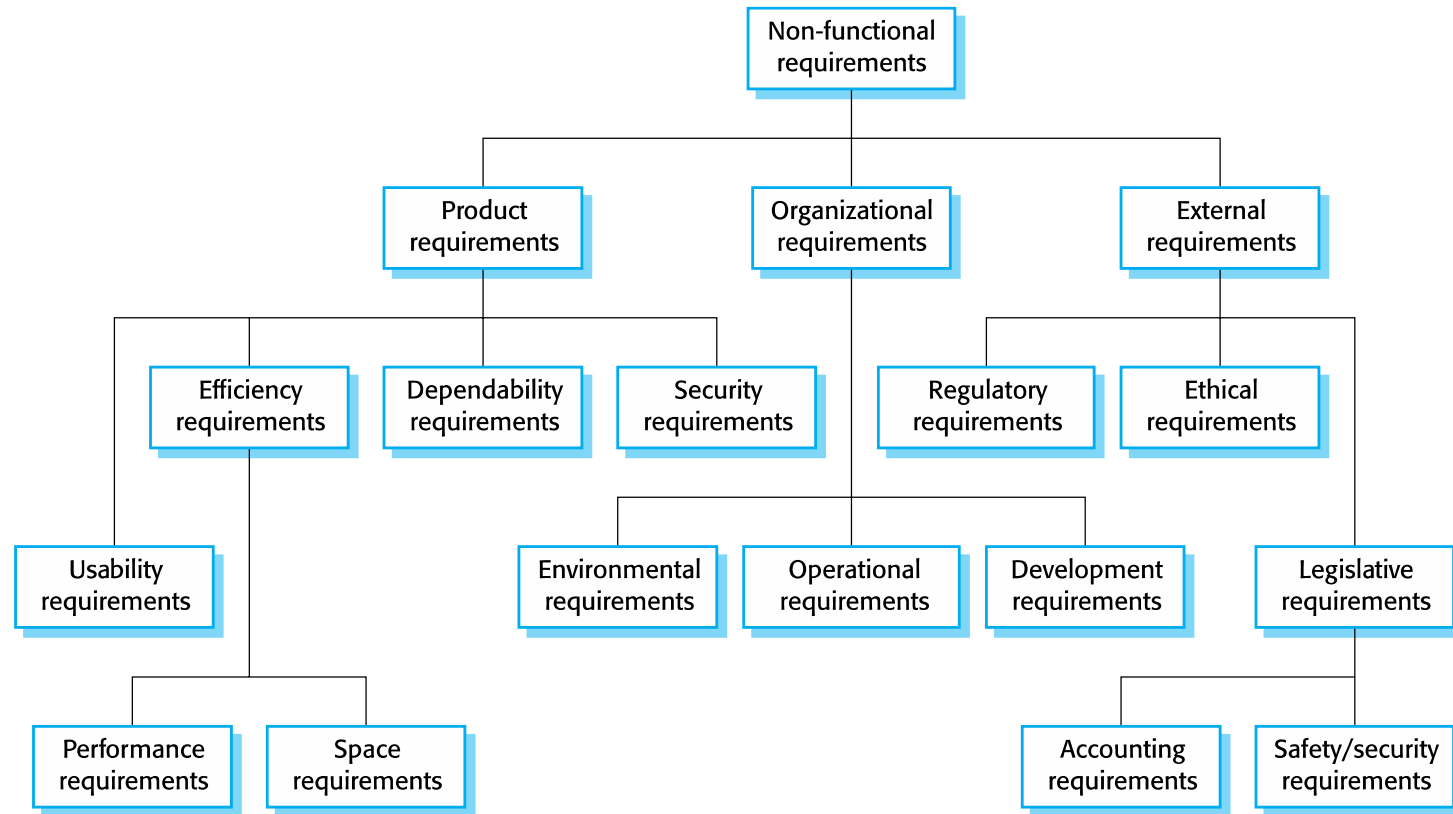 Non-functional
requirements
Product
requirements
Organizational
requirements
External
requirements
Efficiency
requirements
Dependability
requirements
Security
requirements
Regulatory
requirements
Ethical
requirements
Usability
requirements
Environmental
requirements
Operational
requirements
Development
requirements
Legislative
requirements
Performance
requirements
Space
requirements
Accounting
requirements
Safety/security
requirements